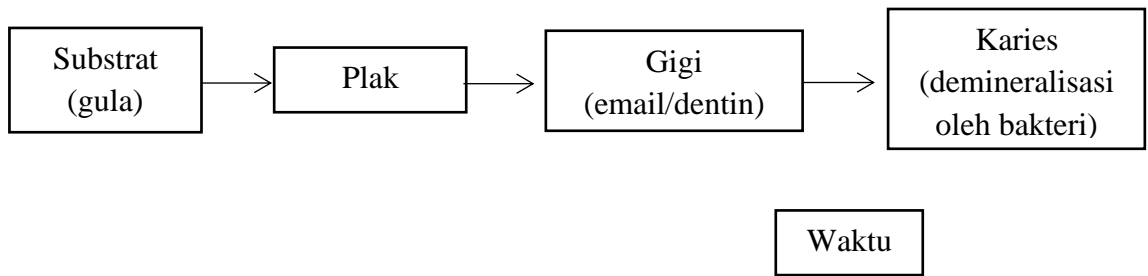 Substrat
(gula)
Plak
Gigi
(email/dentin)
Karies
(demineralisasi
oleh bakteri)
Waktu